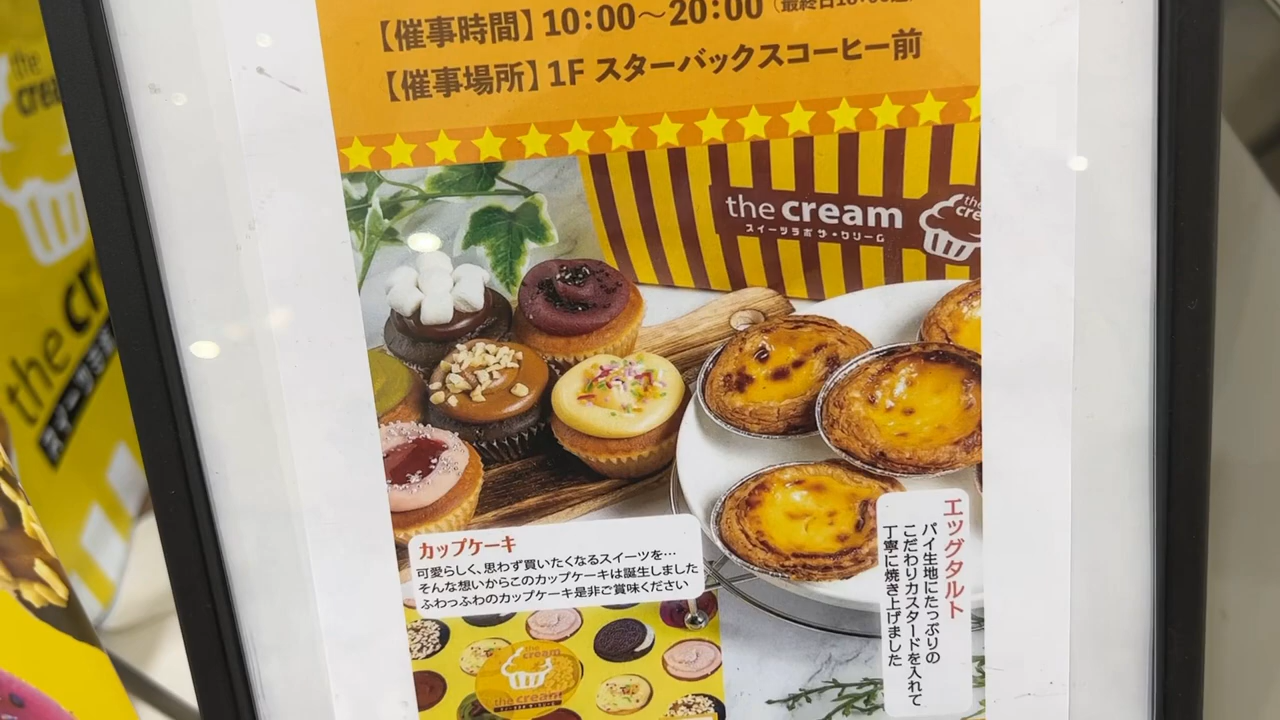 【催事時間】10:00～20:00
【催事場所】1F スターバックスコーヒー前
the cream
スイーツラボ ザ・クリーム
the
cre
カップケーキ
可愛らしく、思わず買いたくなるスイーツを…
そんな想いからこのカップケーキは誕生しました
ふわっふわのカップケーキ是非ご賞味ください
エッグタルト
パイ生地にたっぷりの
こだわりカスタードを入れて
丁寧に焼き上げました
the
cream
the cream
the
crea
the cr